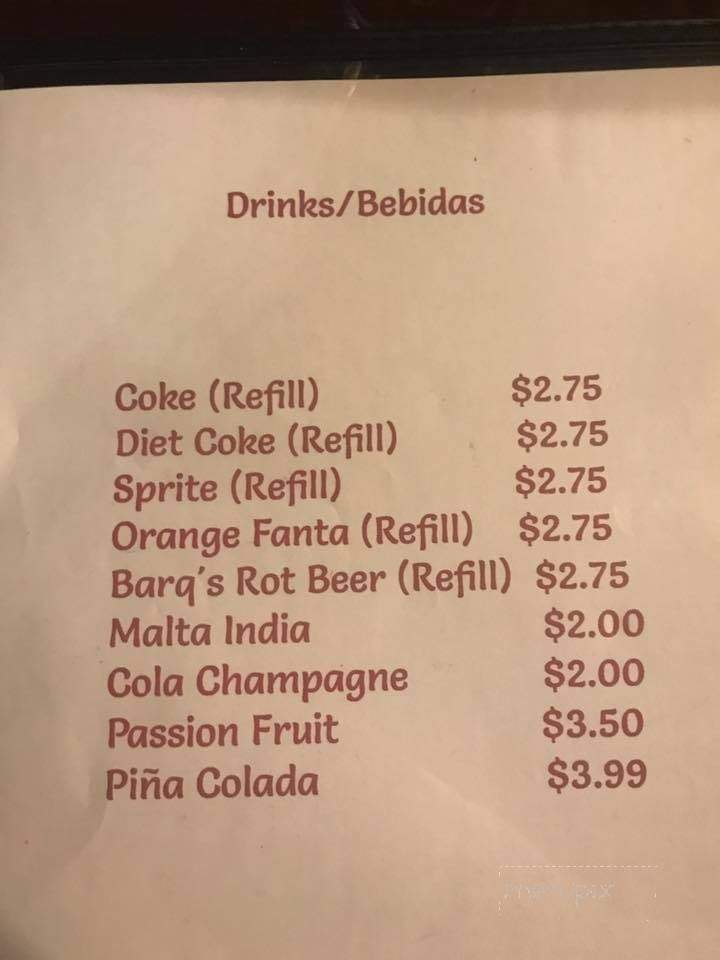 Drinks/Bebidas
Coke (Refill) $2.75
Diet Coke (Refill) $2.75
Sprite (Refill) $2.75
Orange Fanta (Refill) $2.75
Barq's Rot Beer (Refill) $2.75
Malta India $2.00
Cola Champagne $2.00
Passion Fruit $3.50
Piña Colada $3.99